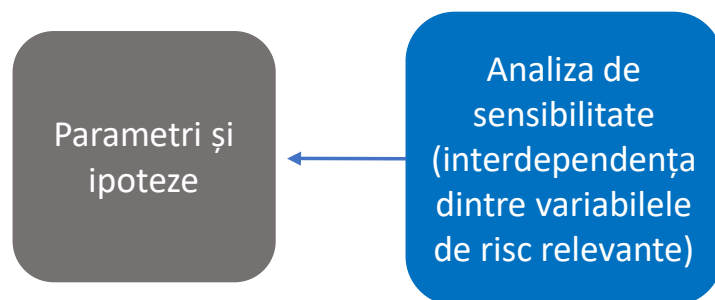 Parametri și
ipoteze
Analiza de
sensibilitate
(interdependența
dintre variabilele
de risc relevante)